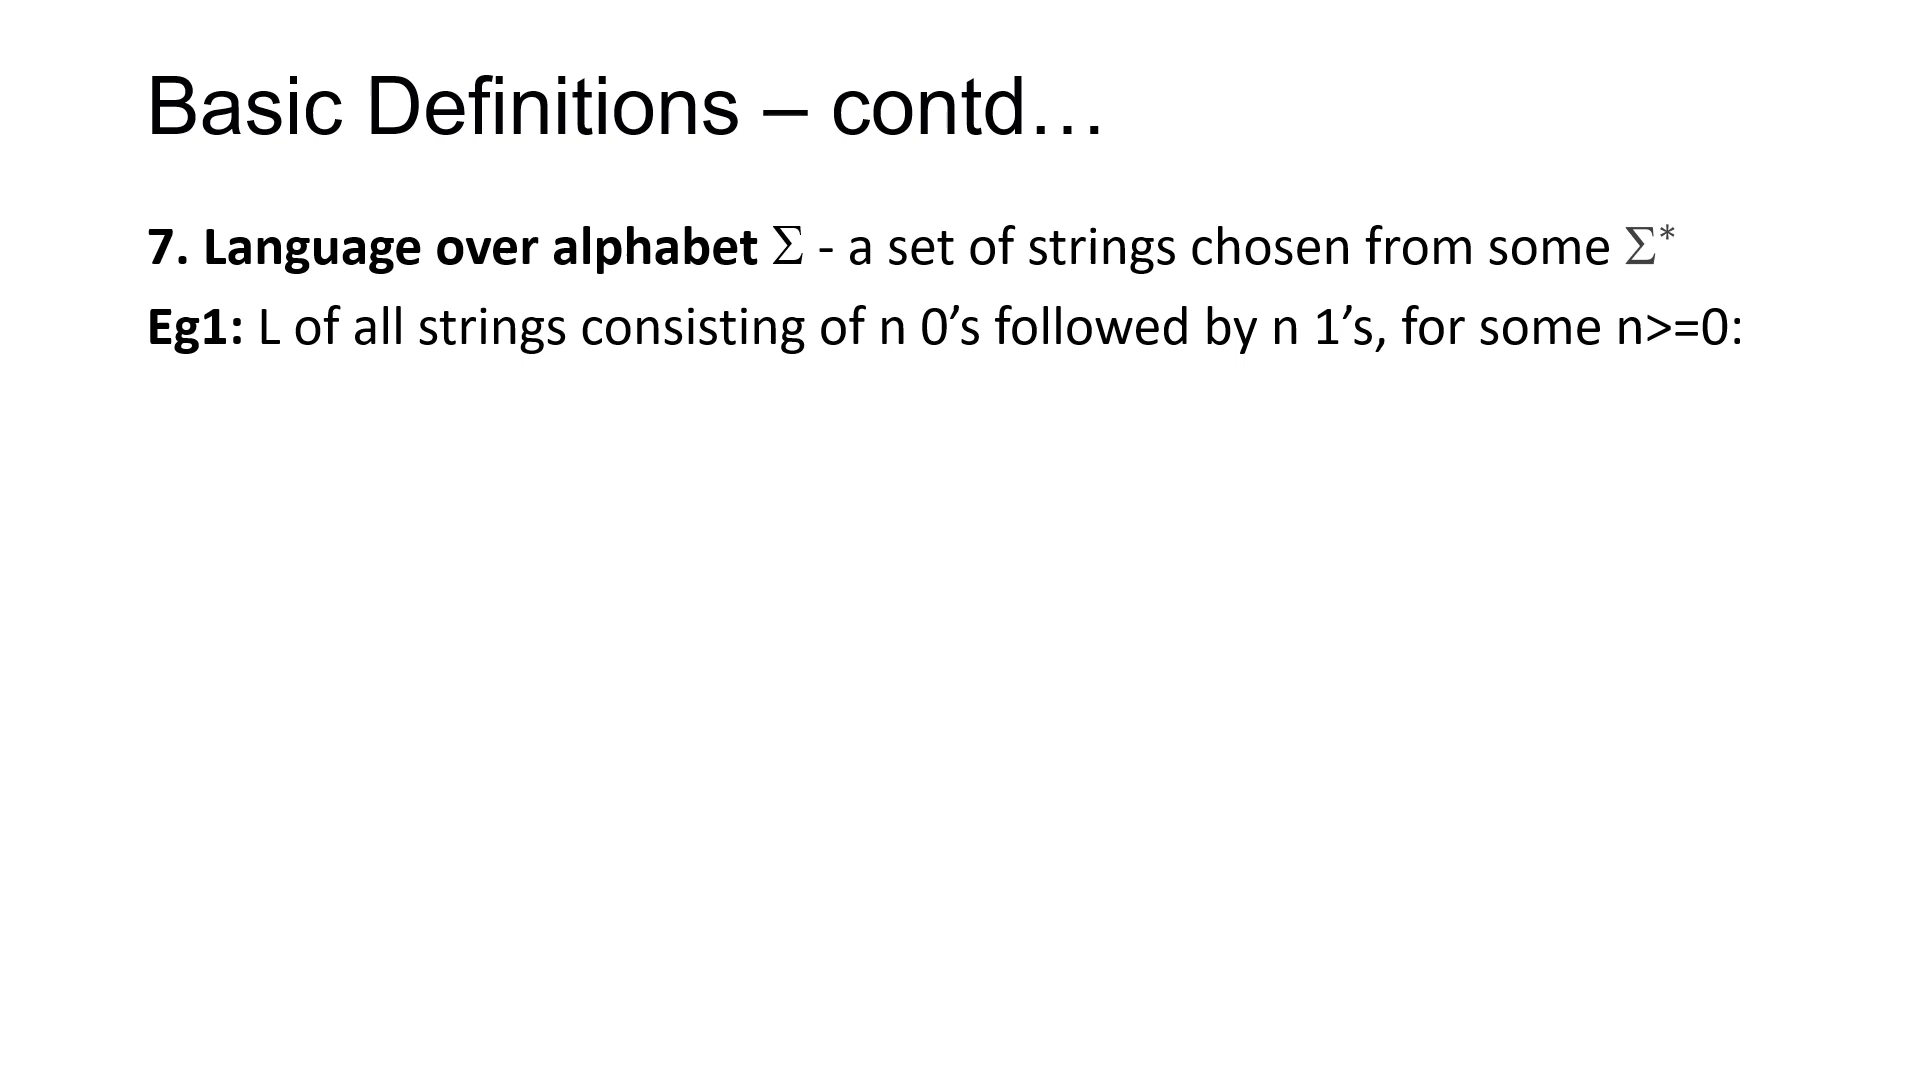 Basic Definitions – contd…
7. Language over alphabet Σ - a set of strings chosen from some Σ*
Eg1: L of all strings consisting of n 0’s followed by n 1’s, for some n>=0: